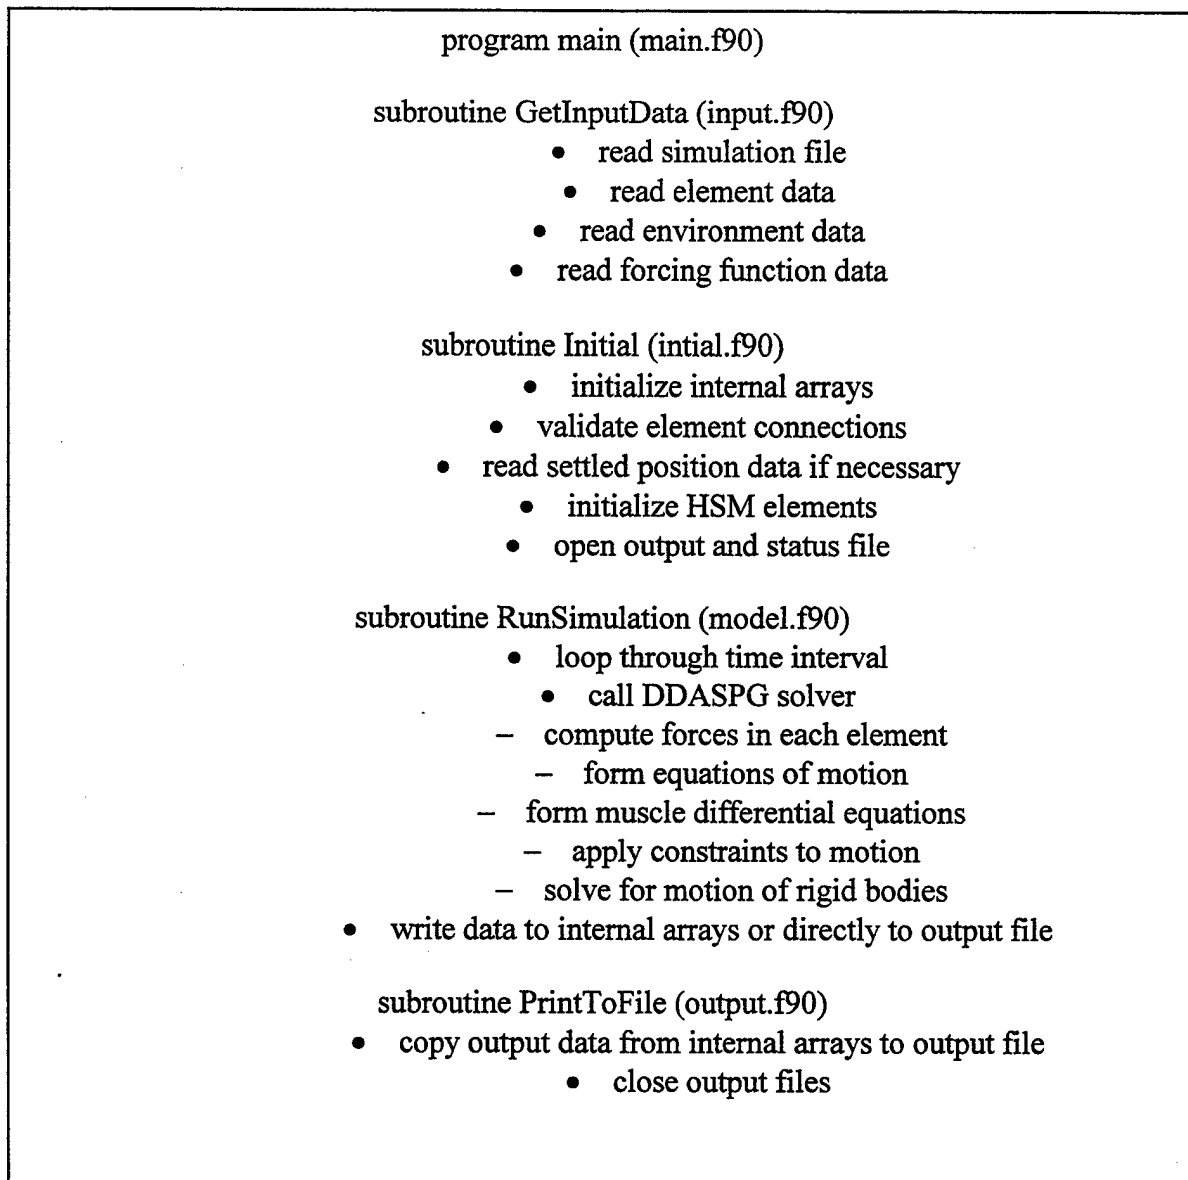 program main (main.f90)
subroutine GetInputData (input.f90)
• read simulation file
• read element data
• read environment data
• read forcing function data
subroutine Initial (intial.f90)
• initialize internal arrays
• validate element connections
• read settled position data if necessary
• initialize HSM elements
• open output and status file
subroutine RunSimulation (model.f90)
• loop through time interval
• call DDASPG solver
– compute forces in each element
– form equations of motion
– form muscle differential equations
– apply constraints to motion
– solve for motion of rigid bodies
• write data to internal arrays or directly to output file
subroutine PrintToFile (output.f90)
• copy output data from internal arrays to output file
• close output files